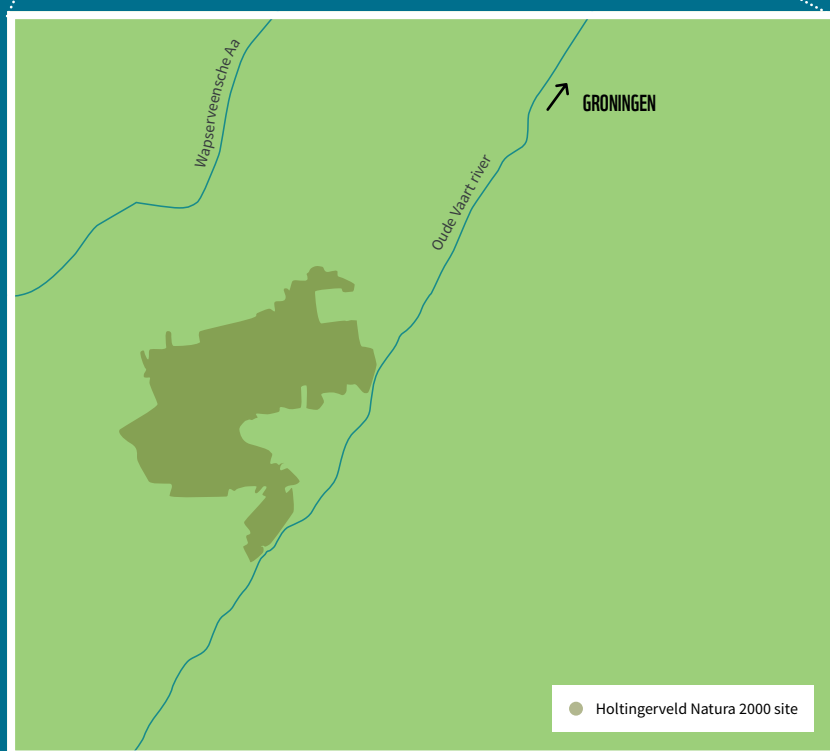 Wapserveensche Aa
GRONINGEN
Oude Vaart river
Holtingerveld Natura 2000 site